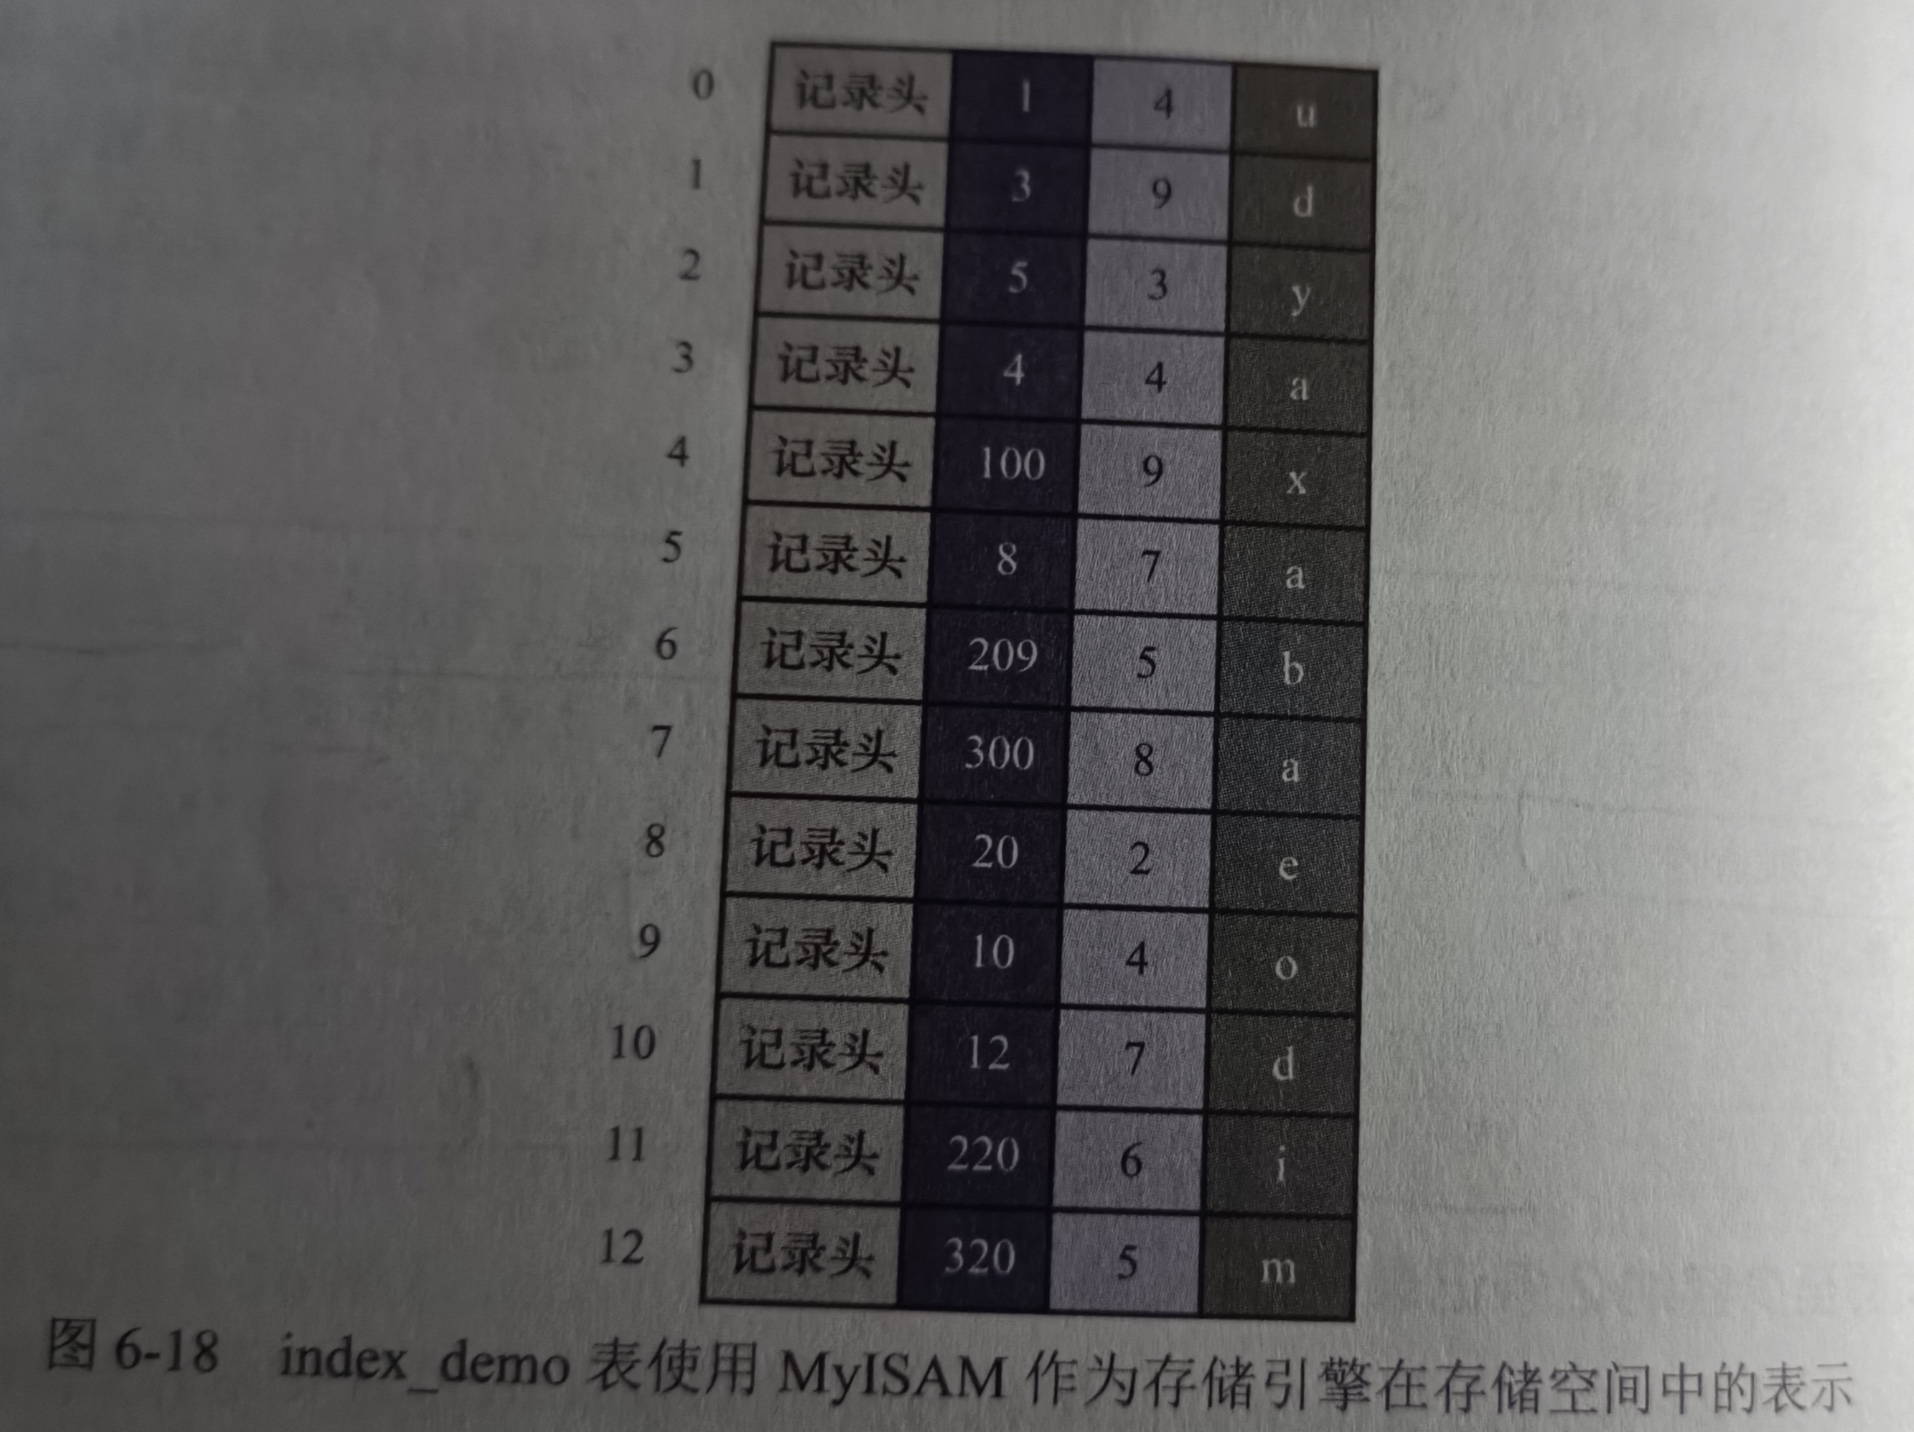 0 记录头 1 4 u
1 记录头 3 9 d
2 记录头 5 3 y
3 记录头 4 4 a
4 记录头 100 9 x
5 记录头 8 7 a
6 记录头 209 5 b
7 记录头 300 8 a
8 记录头 20 2 e
9 记录头 10 4 o
10 记录头 12 7 d
11 记录头 220 6 i
12 记录头 320 5 m
图 6-18 index_demo 表使用 MyISAM 作为存储引擎在存储空间中的表示